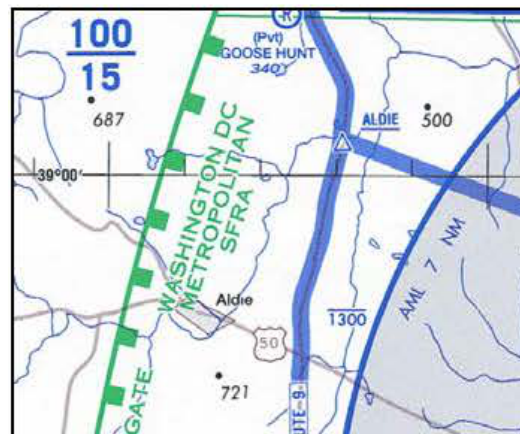 100
15
R
(Pvt)
GOOSE HUNT
340
687
ALDIE
500
39°00'
WASHINGTON DC
METROPOLITAN
SFRA
AML 7 NM
Aldie
1300
50
721
GATE
UTE 9